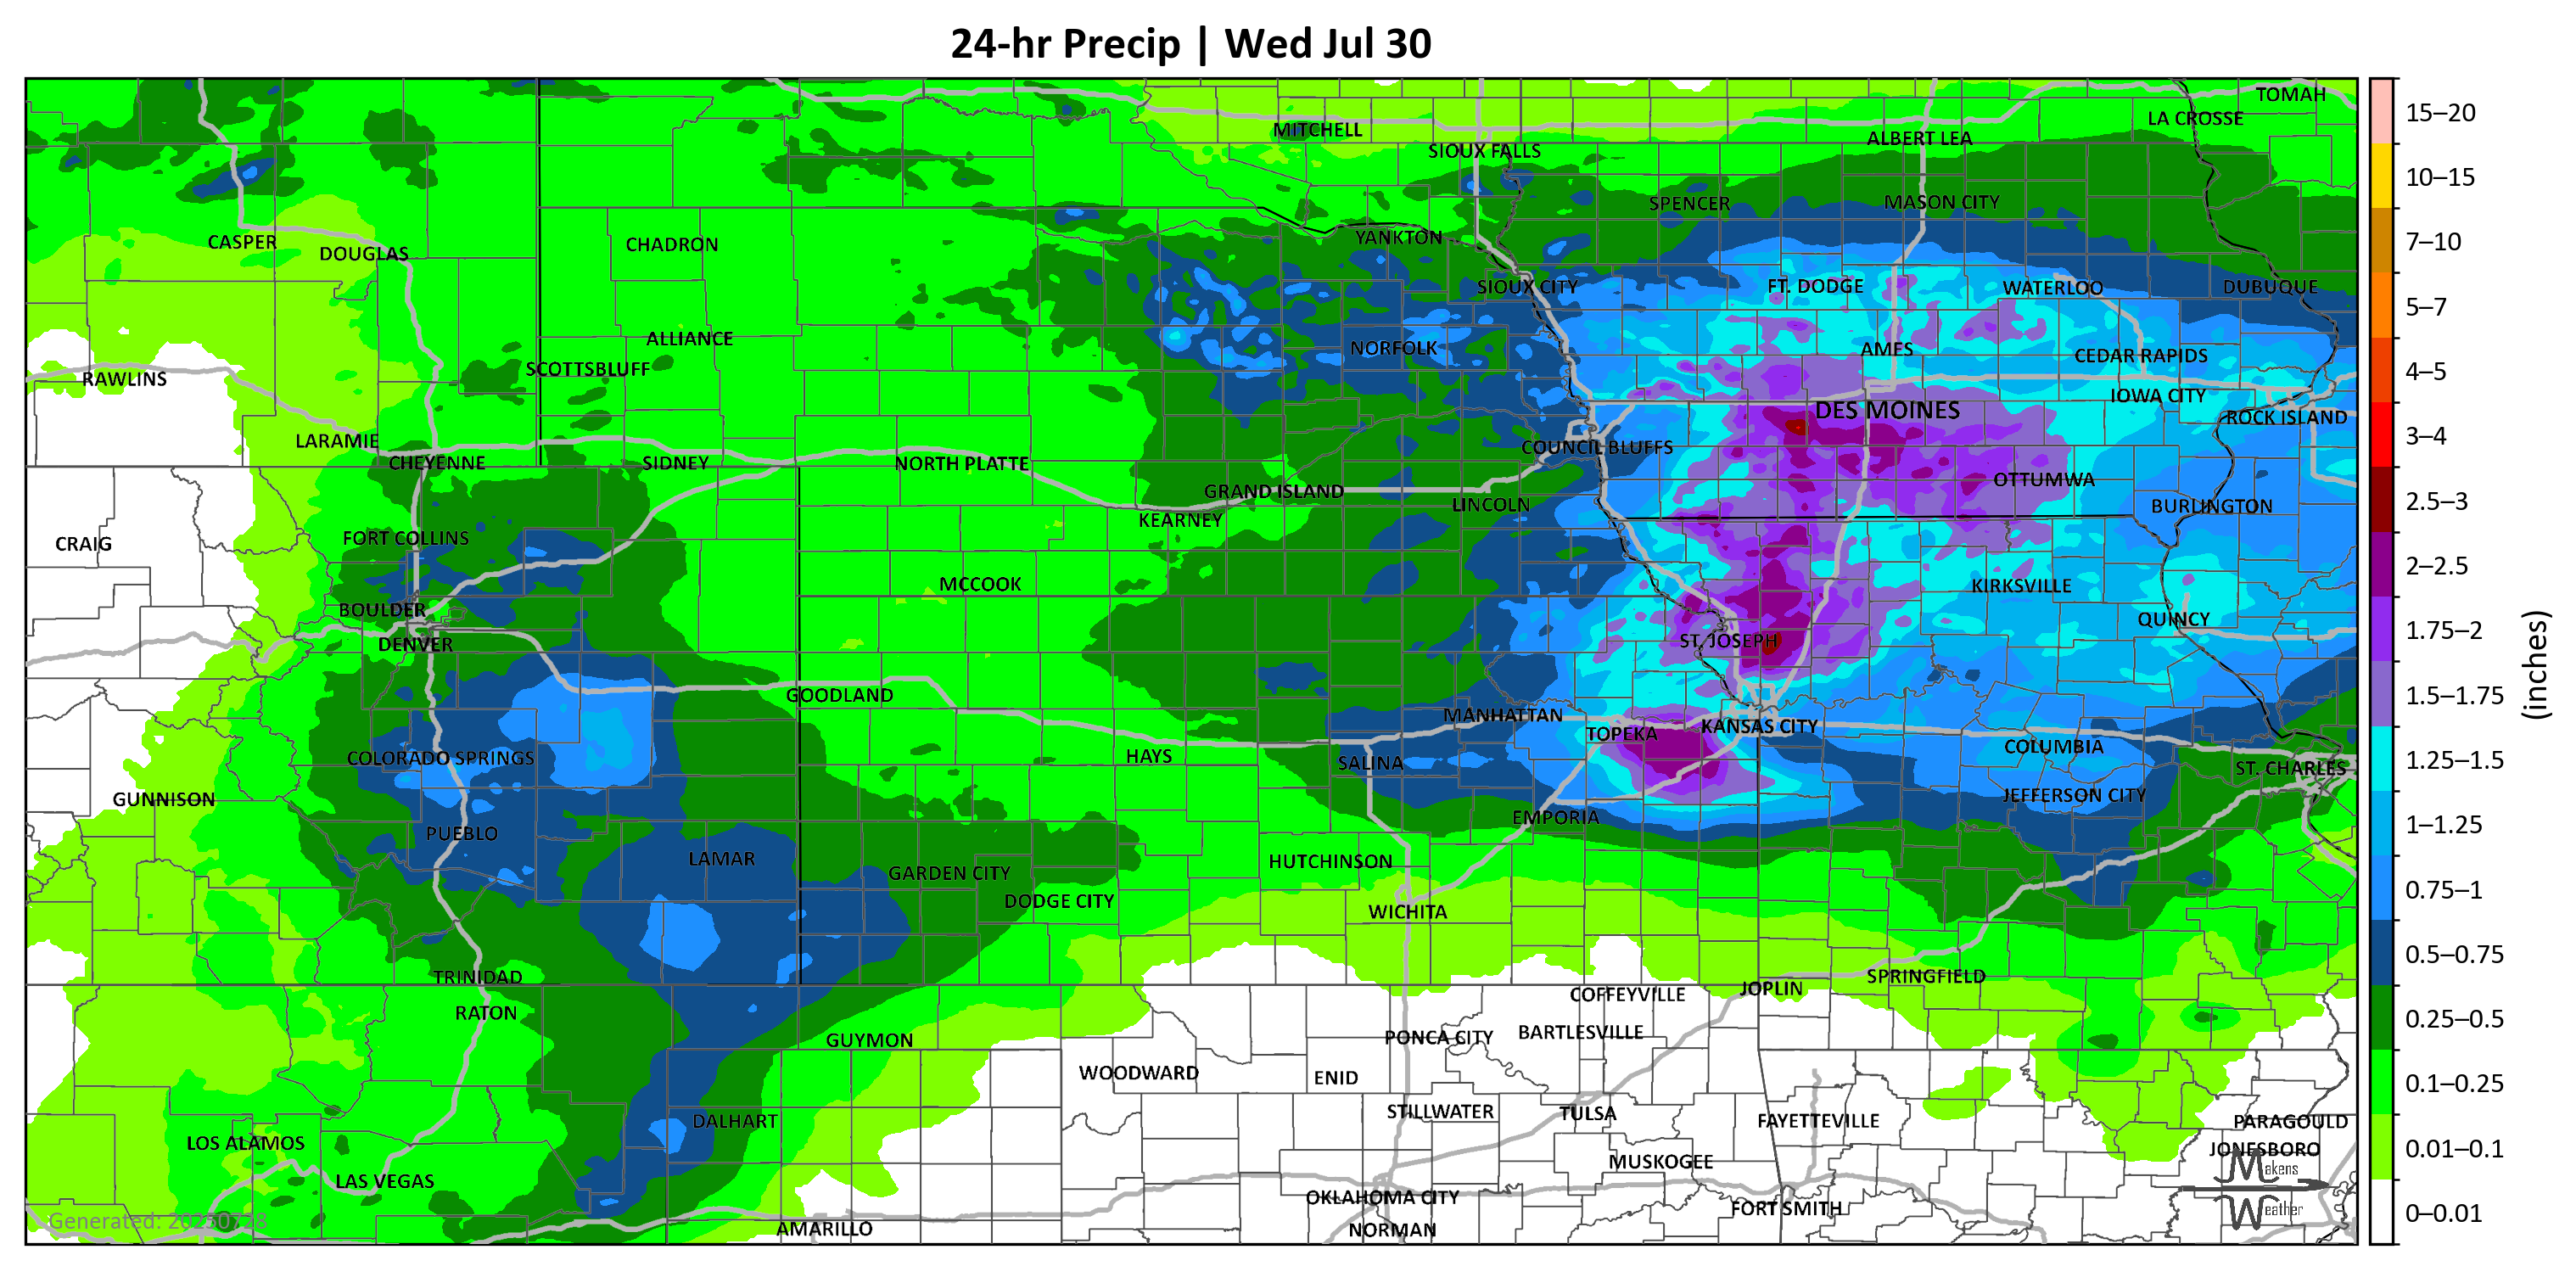 24-hr Precip | Wed Jul 30
TOMAH
LA CROSSE
MITCHELL
ALBERT LEA
SIOUX FALLS
SPENCER
MASON CITY
YANKTON
CASPER
CHADRON
DOUGLAS
SIOUX CITY
FT. DODGE
WATERLOO
DUBUQUE
ALLIANCE
NORFOLK
AMES
CEDAR RAPIDS
SCOTTSBLUFF
RAWLINS
IOWA CITY
DES MOINES
ROCK ISLAND
LARAMIE
COUNCIL BLUFFS
CHEYENNE
SIDNEY
NORTH PLATTE
OTTUMWA
GRAND ISLAND
LINCOLN
BURLINGTON
KEARNEY
FORT COLLINS
CRAIG
MCCOOK
KIRKSVILLE
BOULDER
QUINCY
DENVER
ST. JOSEPH
GOODLAND
MANHATTAN
KANSAS CITY
TOPEKA
COLUMBIA
HAYS
COLORADO SPRINGS
SALINA
ST. CHARLES
GUNNISON
JEFFERSON CITY
EMPORIA
PUEBLO
LAMAR
HUTCHINSON
GARDEN CITY
DODGE CITY
WICHITA
TRINIDAD
SPRINGFIELD
JOPLIN
COFFEYVILLE
RATON
BARTLESVILLE
PONCA CITY
GUYMON
WOODWARD
ENID
STILLWATER
TULSA
DALHART
FAYETTEVILLE
PARAGOULD
LOS ALAMOS
JONESBORO
MUSKOGEE
LAS VEGAS
OKLAHOMA CITY
FORT SMITH
AMARILLO
NORMAN
Generated: 20250728
Makens
Weather
15–20
10–15
7–10
5–7
4–5
3–4
2.5–3
2–2.5
1.75–2
1.5–1.75
1.25–1.5
1–1.25
0.75–1
0.5–0.75
0.25–0.5
0.1–0.25
0.01–0.1
0–0.01
(inches)